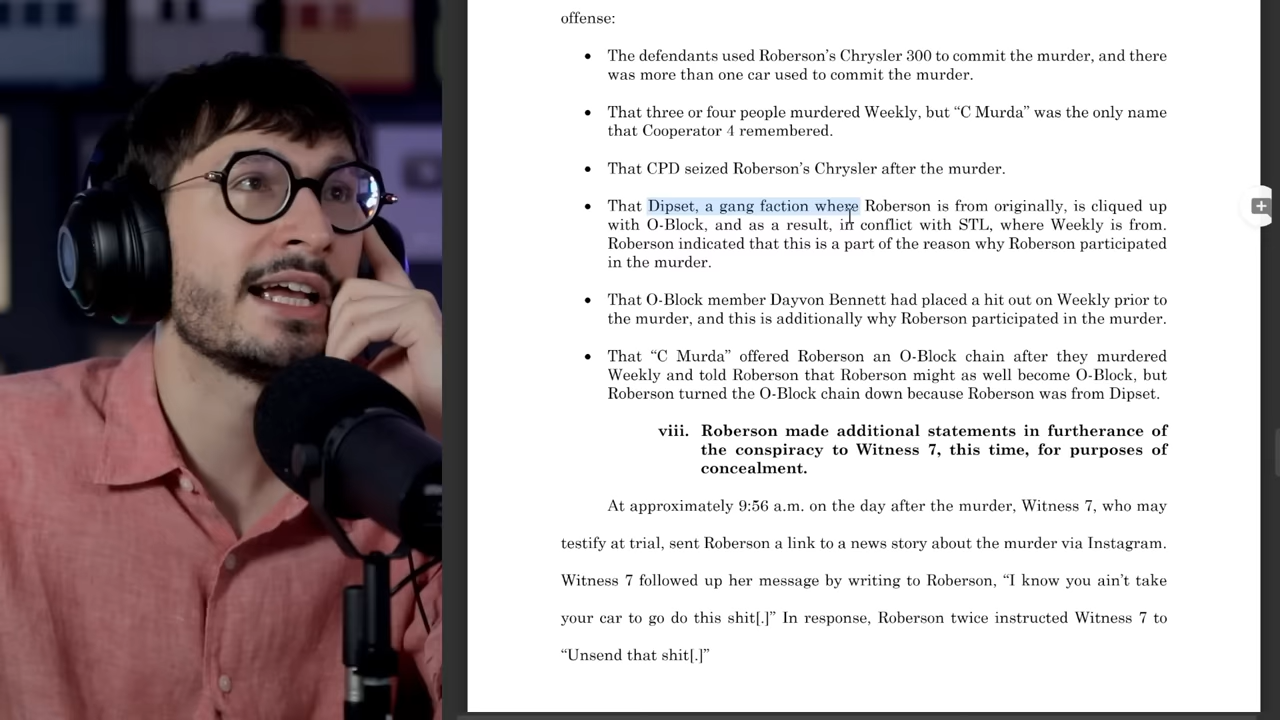 offense:
• The defendants used Roberson's Chrysler 300 to commit the murder, and there
was more than one car used to commit the murder.
• That three or four people murdered Weekly, but “C Murda” was the only name
that Cooperator 4 remembered.
• That CPD seized Roberson's Chrysler after the murder.
• That Dipset, a gang faction where Roberson is from originally, is cliqued up
with O-Block, and as a result, in conflict with STL, where Weekly is from.
Roberson indicated that this is a part of the reason why Roberson participated
in the murder.
• That O-Block member Dayvon Bennett had placed a hit out on Weekly prior to
the murder, and this is additionally why Roberson participated in the murder.
• That “C Murda” offered Roberson an O-Block chain after they murdered
Weekly and told Roberson that Roberson might as well become O-Block, but
Roberson turned the O-Block chain down because Roberson was from Dipset.
viii. Roberson made additional statements in furtherance of
the conspiracy to Witness 7, this time, for purposes of
concealment.
At approximately 9:56 a.m. on the day after the murder, Witness 7, who may
testify at trial, sent Roberson a link to a news story about the murder via Instagram.
Witness 7 followed up her message by writing to Roberson, “I know you ain't take
your car to go do this shit[.]” In response, Roberson twice instructed Witness 7 to
“Unsend that shit[.]”